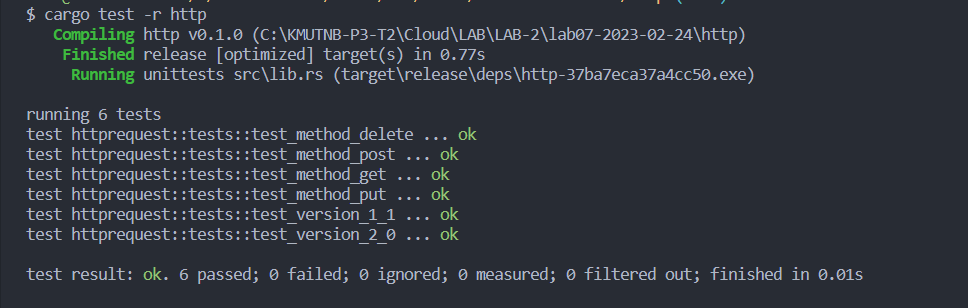 $ cargo test -r http
Compiling http v0.1.0 (C:\KMUTNB-P3-T2\Cloud\LAB\LAB-2\lab07-2023-02-24\http)
Finished release [optimized] target(s) in 0.77s
Running unittests src\lib.rs (target\release\deps\http-37ba7eca37a4cc50.exe)
running 6 tests
test httprequest::tests::test_method_delete ... ok
test httprequest::tests::test_method_post ... ok
test httprequest::tests::test_method_get ... ok
test httprequest::tests::test_method_put ... ok
test httprequest::tests::test_version_1_1 ... ok
test httprequest::tests::test_version_2_0 ... ok
test result: ok. 6 passed; 0 failed; 0 ignored; 0 measured; 0 filtered out; finished in 0.01s